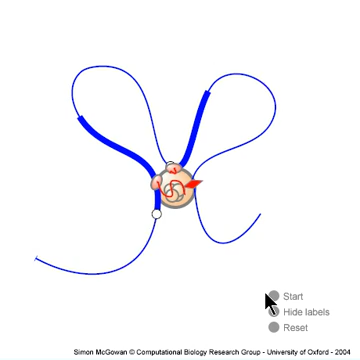 Start
Hide labels
Reset
Simon McGowan © Computational Biology Research Group - University of Oxford - 2004